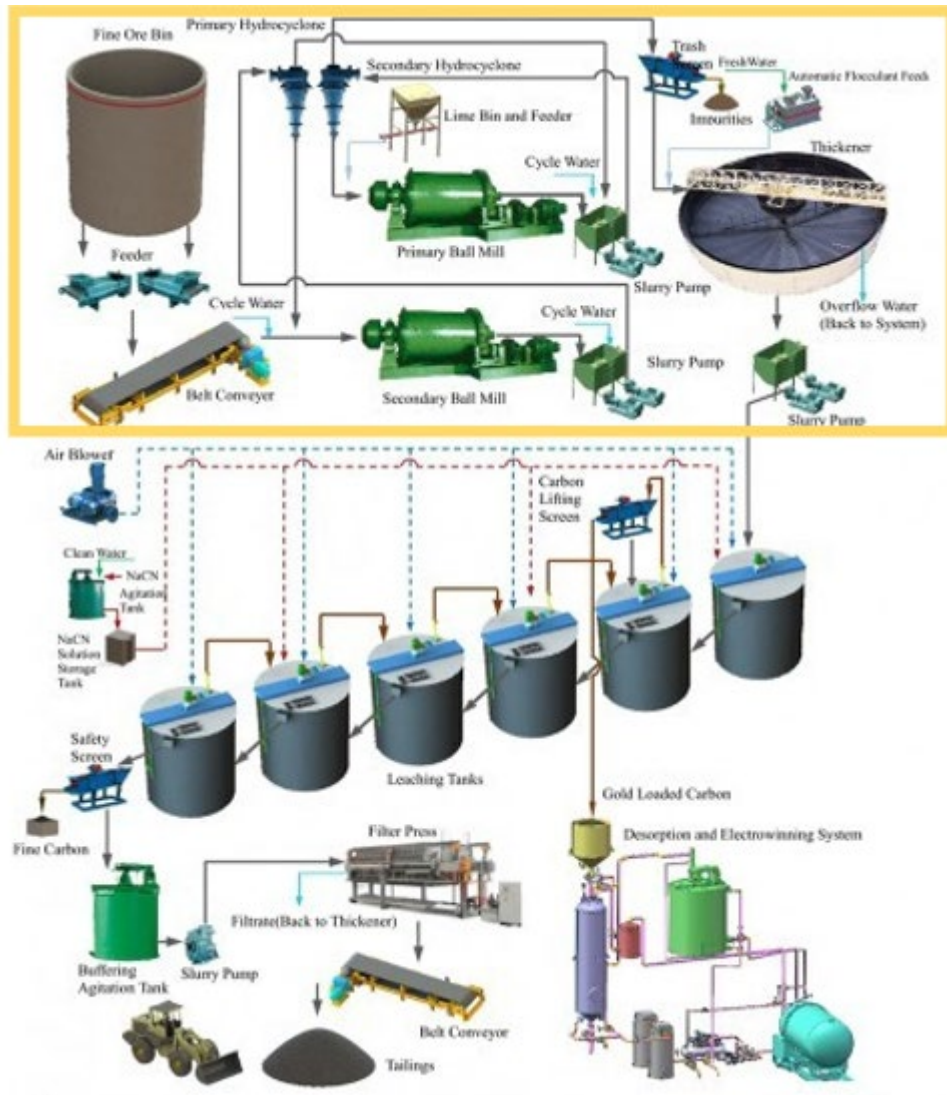 Primary Hydrocyclone
Fine Ore Bin
Secondary Hydrocyclone
Trash
Screen
Fresh Water
Automatic Flocculant Feeds
Impurities
Lime Bin and Feeder
Thickener
Cycle Water
Primary Ball Mill
Feeder
Slurry Pump
Cycle Water
Cycle Water
Overflow Water
(Back to System)
Slurry Pump
Belt Conveyer
Secondary Ball Mill
Slurry Pump
Air Blower
Carbon
Lifting
Screen
Clean Water
NaCN
Agitation
Tank
NaCN
Solution
Storage
Tank
Safety
Screen
Leaching Tanks
Gold Loaded Carbon
Fine Carbon
Filter Press
Desorption and Electrowinning System
Filtrate(Back to Thickener)
Slurry Pump
Buffering
Agitation Tank
Belt Conveyor
Tailings